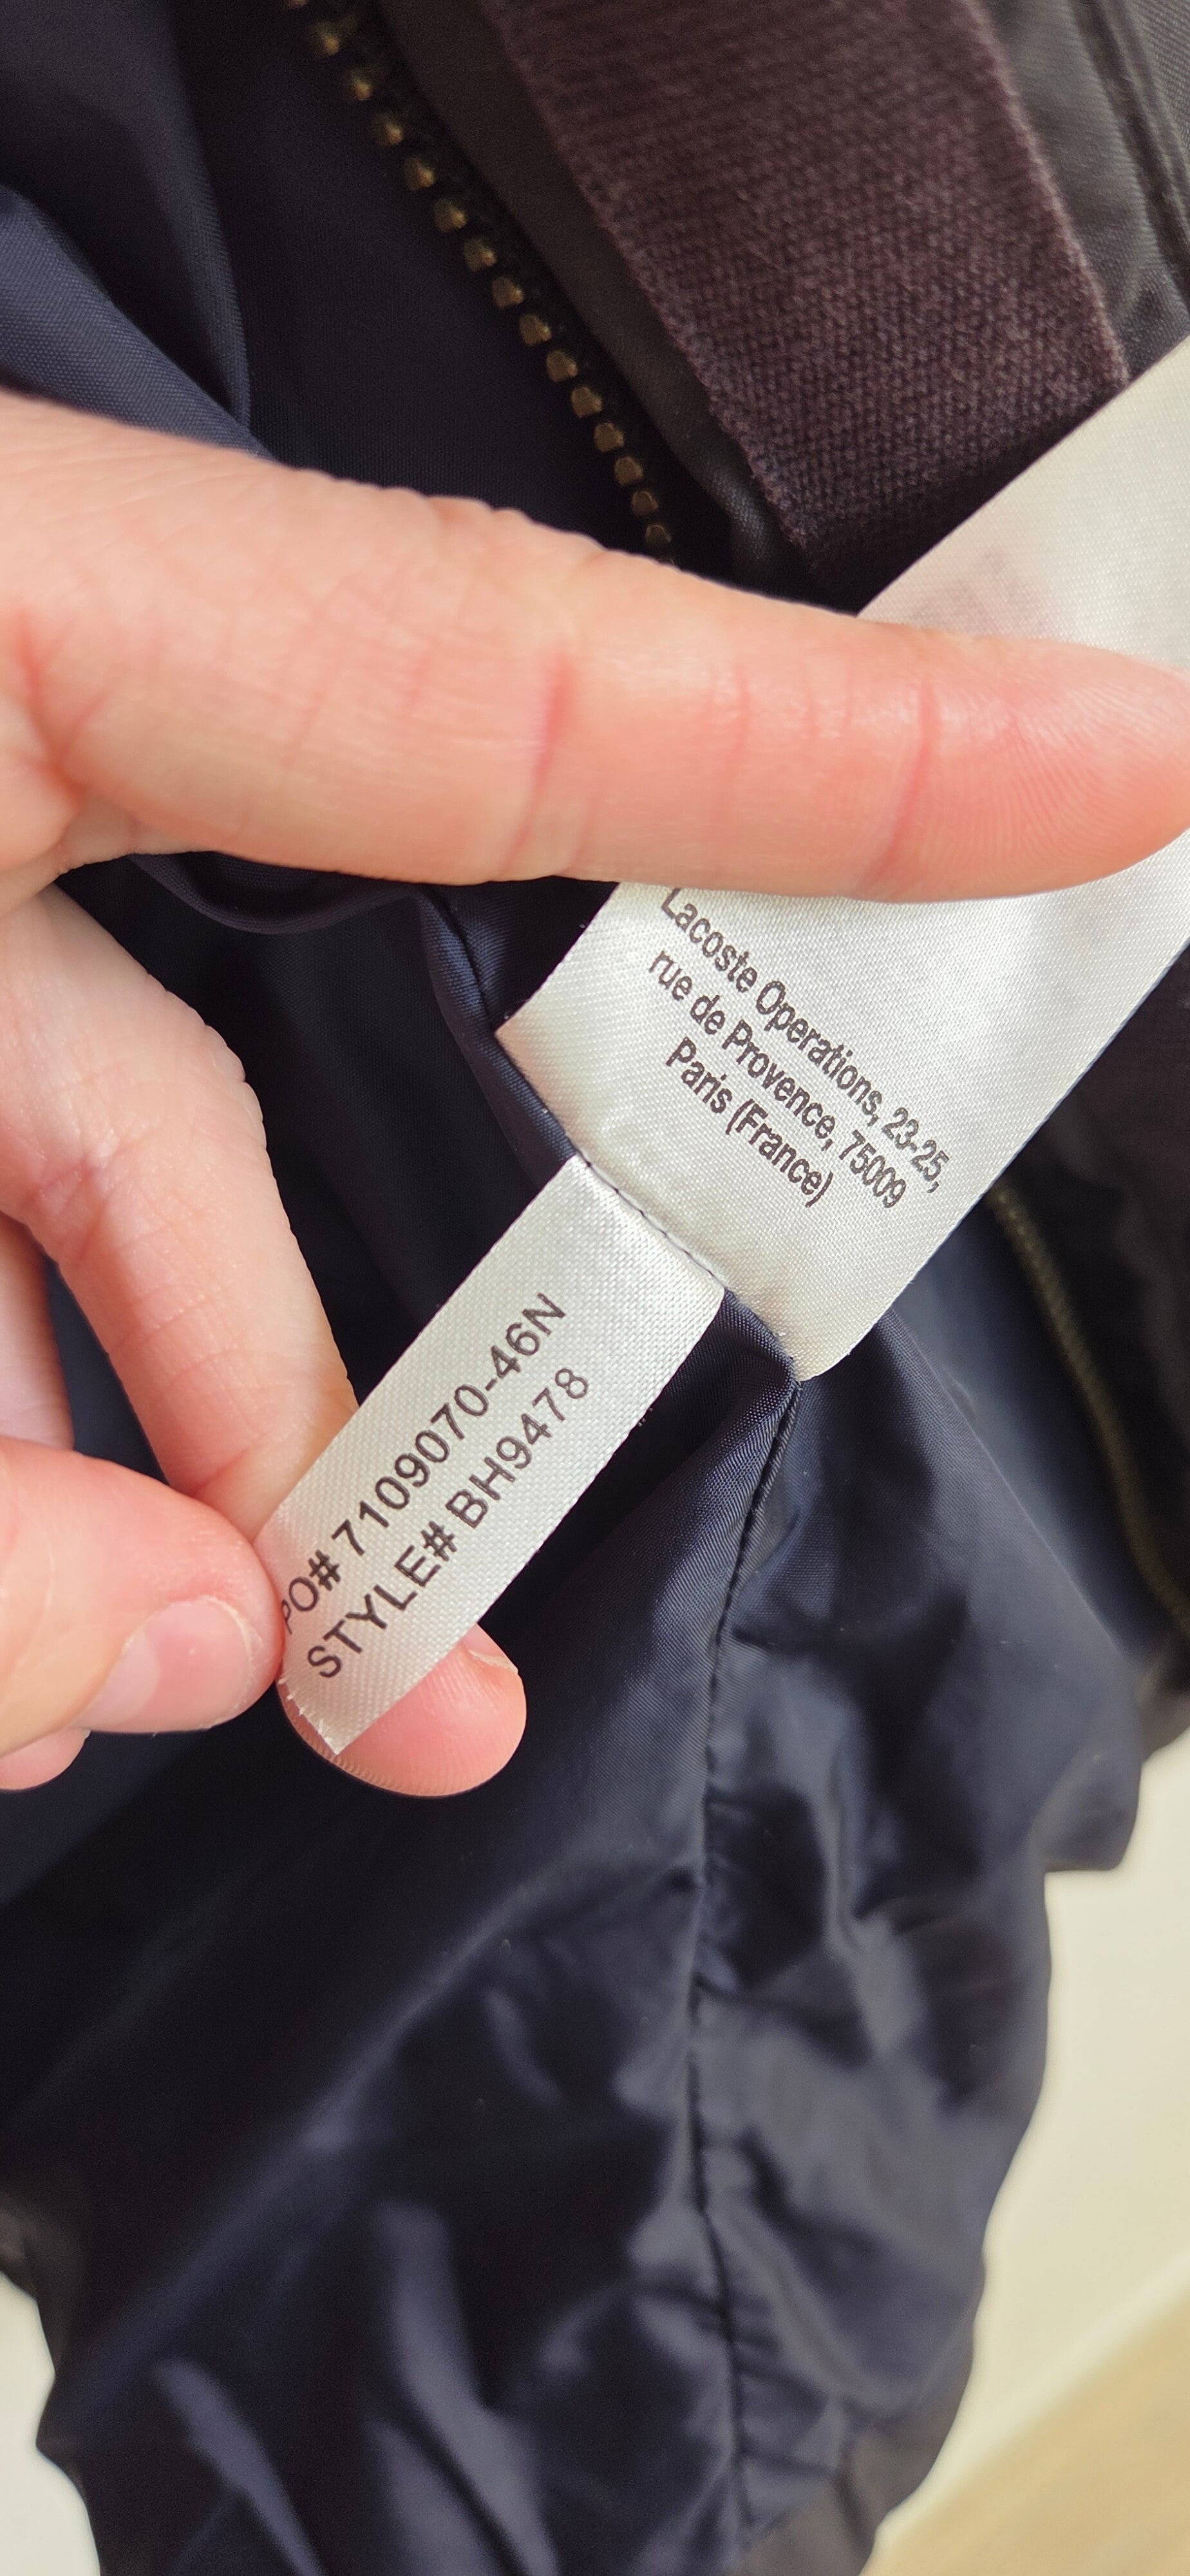 Lacoste Operations, 23-25,
rue de Provence, 75009
Paris (France)
PO# 7109070-46N
STYLE# BH9478